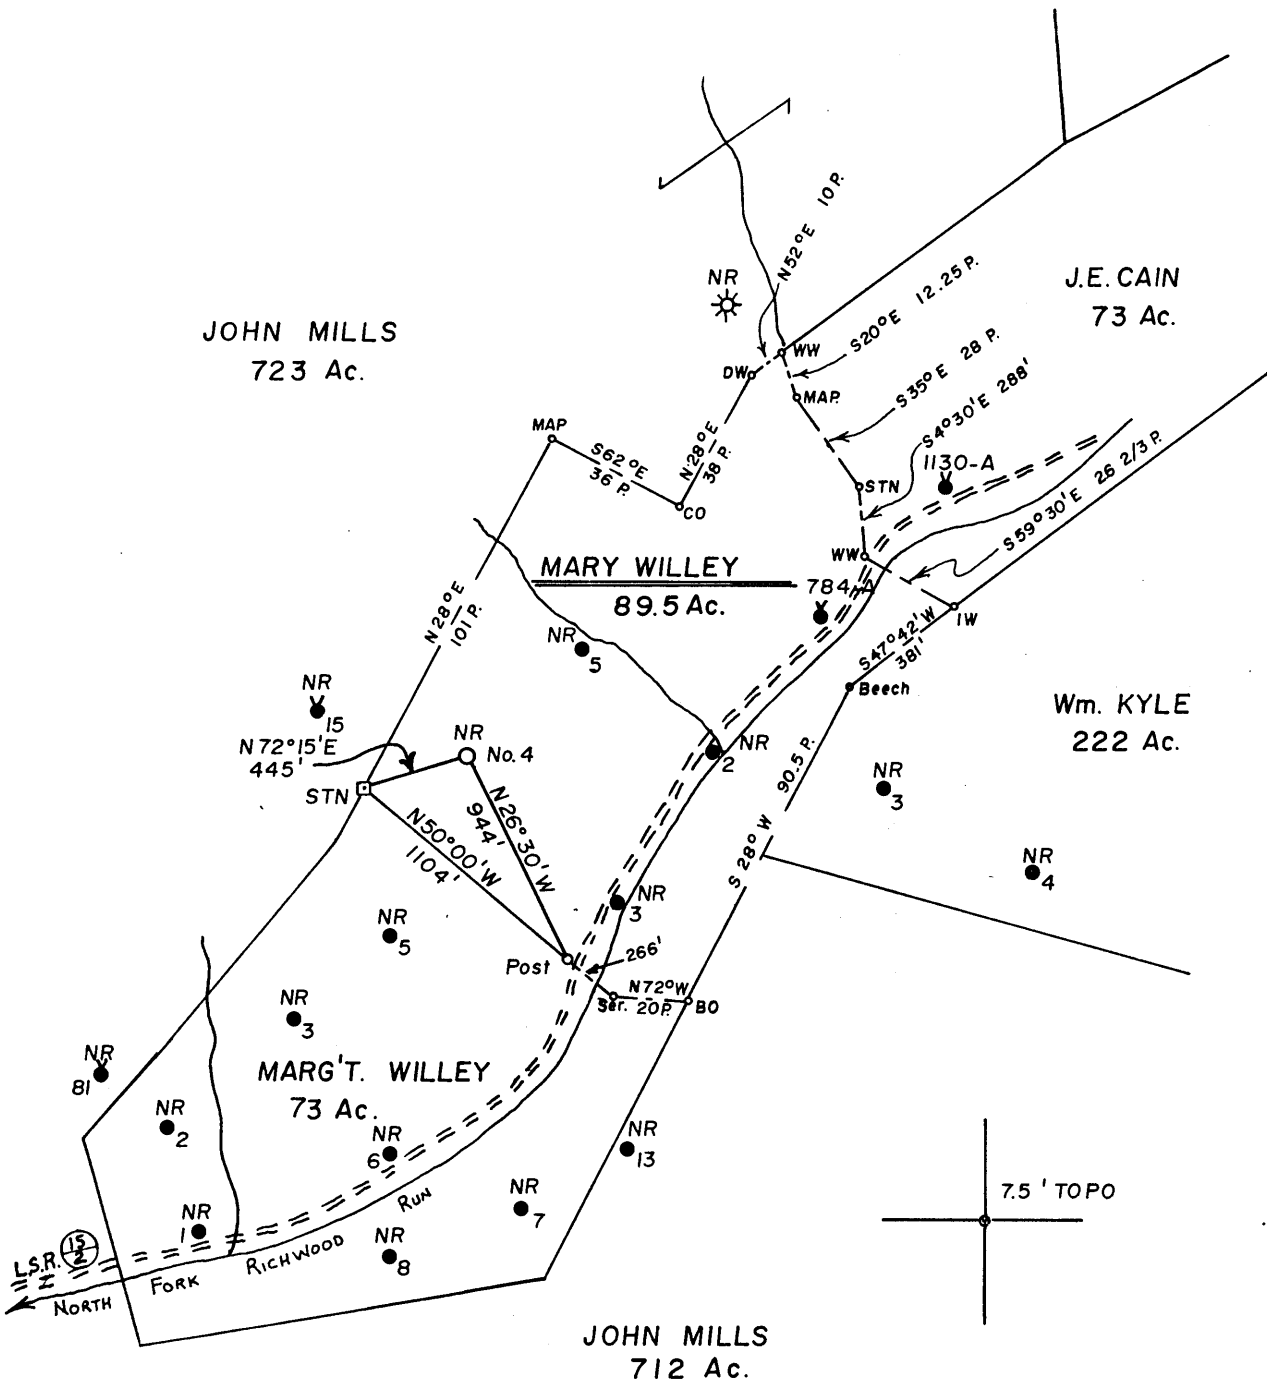 N52°E 10 P.
NR
J.E. CAIN
73 Ac.
S20°E 12.25 P.
JOHN MILLS
723 Ac.
WW
DW
MAP.
S35°E 28 P.
S4°30'E 288'
MAP
S62°E
36 P.
N28°E
38 P.
CO
STN
1130-A
S59°30'E 26 2/3 P.
WW
MARY WILLEY
89.5 Ac.
784-A
IW
S47°42'W
381'
Beech
N28°E
101 P.
NR
5
NR
15
Wm. KYLE
222 Ac.
N72°15'E
445'
NR
No. 4
NR
2
S 28° W 90.5 P.
NR
3
STN
N50°00'W
1104'
N26°30'W
944'
NR
4
NR
3
NR
5
Post
266'
N72°W
20P.
Ser.
BO
NR
3
NR
81
MARG'T. WILLEY
73 Ac.
NR
2
NR
6
NR
13
NR
1
NR
7
NR
8
7.5' TOPO
L.S.R.
15
2
NORTH FORK RICHWOOD RUN
JOHN MILLS
712 Ac.